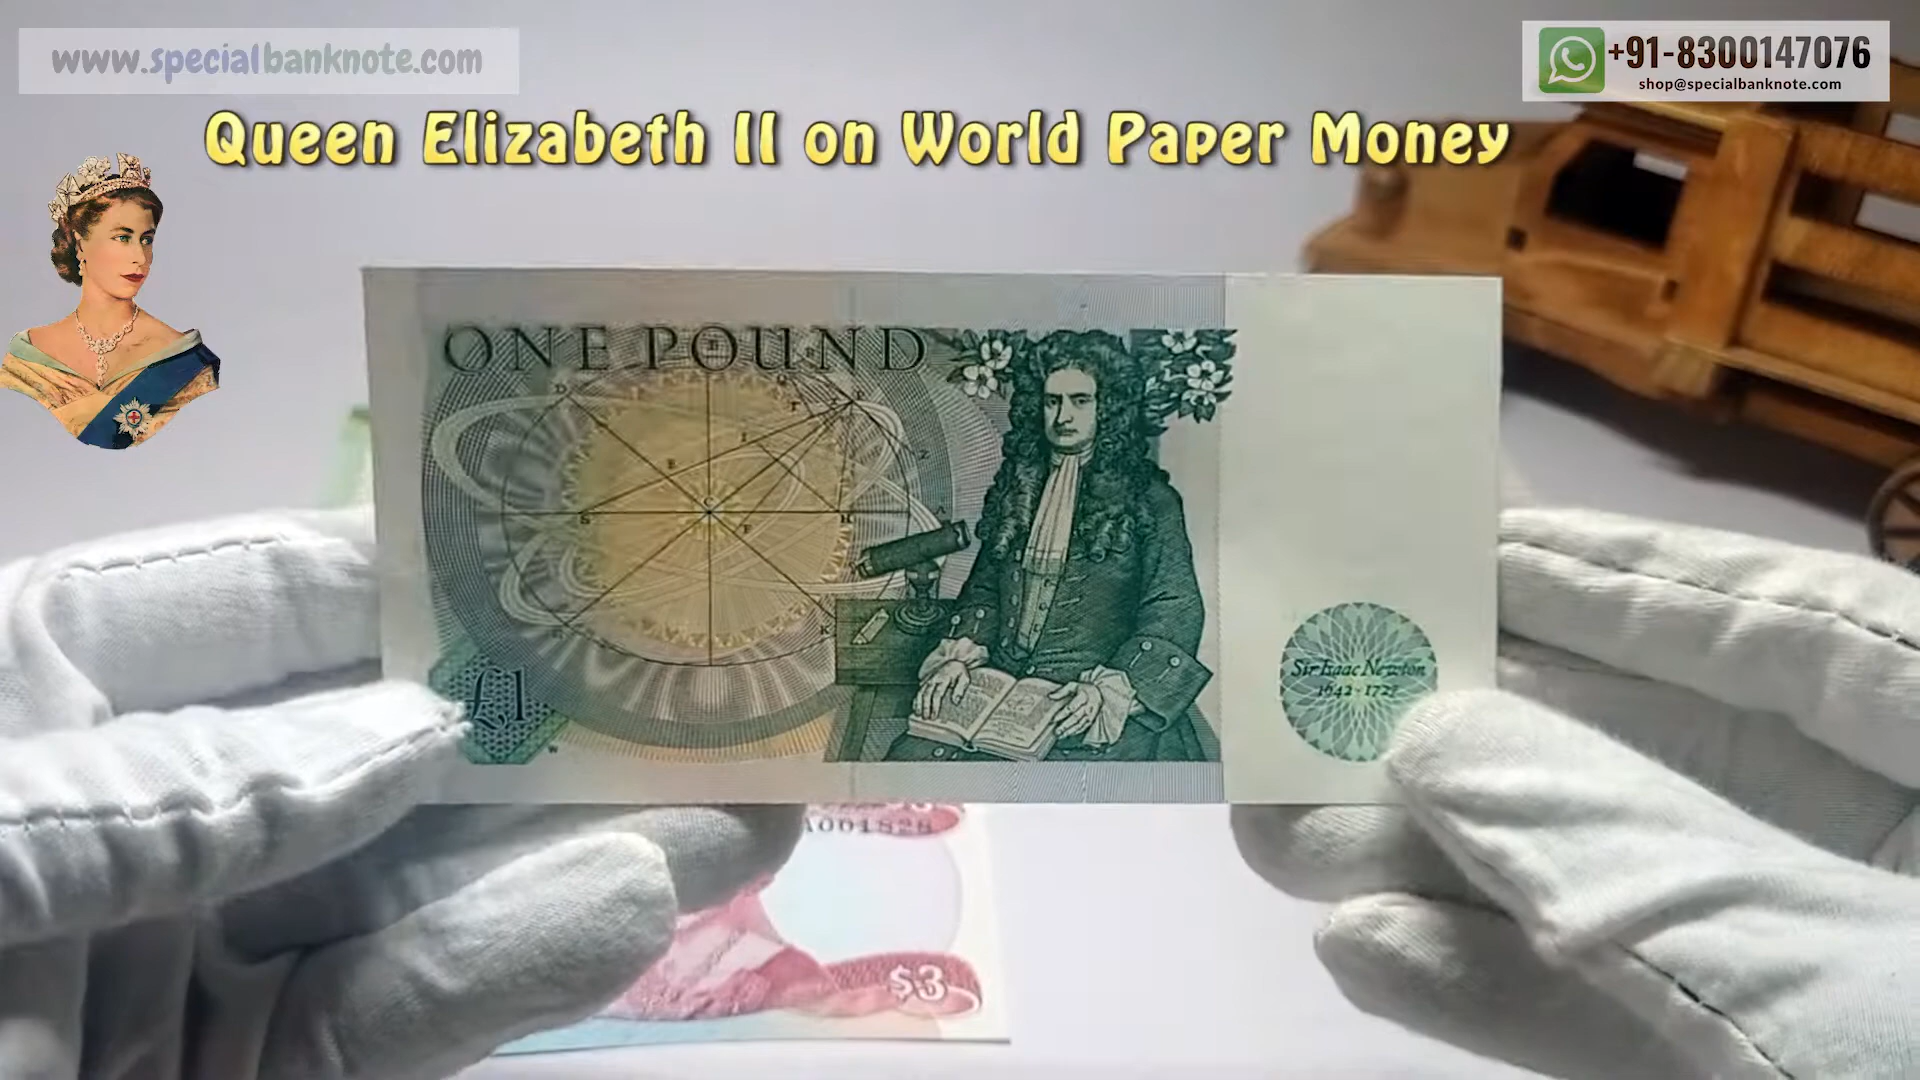 www.specialbanknote.com
+91-8300147076
shop@specialbanknote.com
Queen Elizabeth II on World Paper Money
ONE POUND
£1
Sir Isaac Newton
1642-1727
A001828
$3